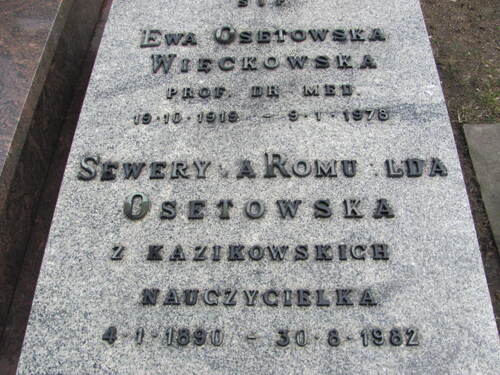 Ś.P.
EWA OSETOWSKA
WIĘCKOWSKA
PROF. DR MED.
19·10·1919 - 9·1·1978
SEWERY A ROMU LDA
OSETOWSKA
Z KAZIKOWSKICH
NAUCZYCIELKA
4·1·1890 - 30·8·1982